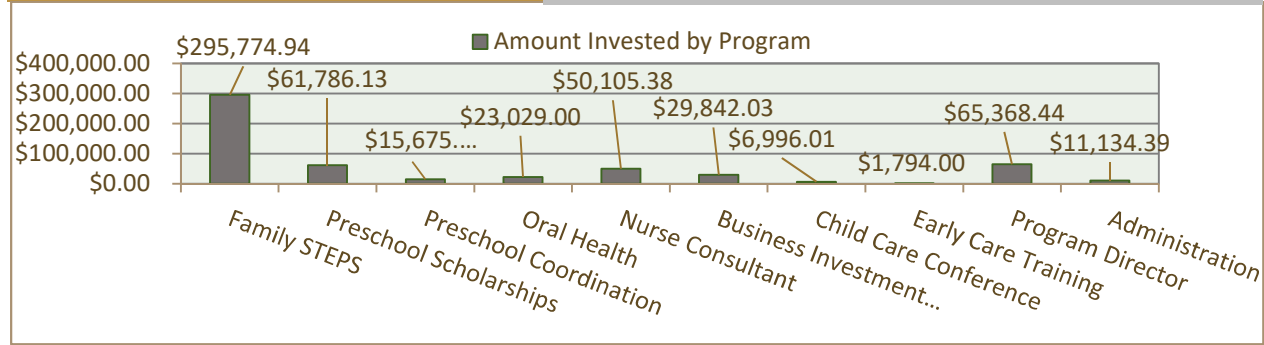 Amount Invested by Program
$400,000.00
$300,000.00
$200,000.00
$100,000.00
$0.00
$295,774.94
$61,786.13
$15,675.…
$23,029.00
$50,105.38
$29,842.03
$6,996.01
$1,794.00
$65,368.44
$11,134.39
Family STEPS
Preschool Scholarships
Preschool Coordination
Oral Health
Nurse Consultant
Business Investment…
Child Care Conference
Early Care Training
Program Director
Administration